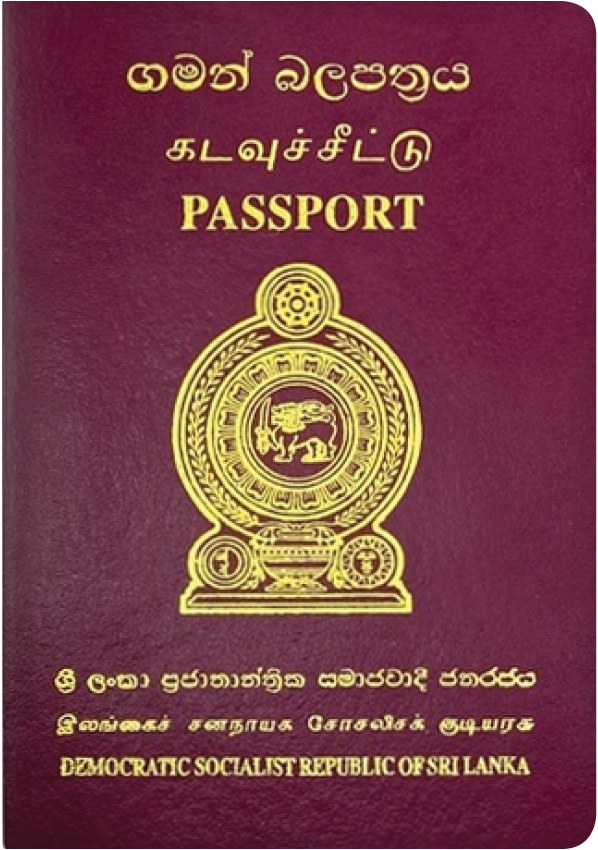 ගමන් බලපත්‍රය
கடவுச்சீட்டு
PASSPORT
ශ්‍රී ලංකා ප්‍රජාතාන්ත්‍රික සමාජවාදී ජනරජය
இலங்கைச் சனநாயக சோசலிசக் குடியரசு
DEMOCRATIC SOCIALIST REPUBLIC OF SRI LANKA